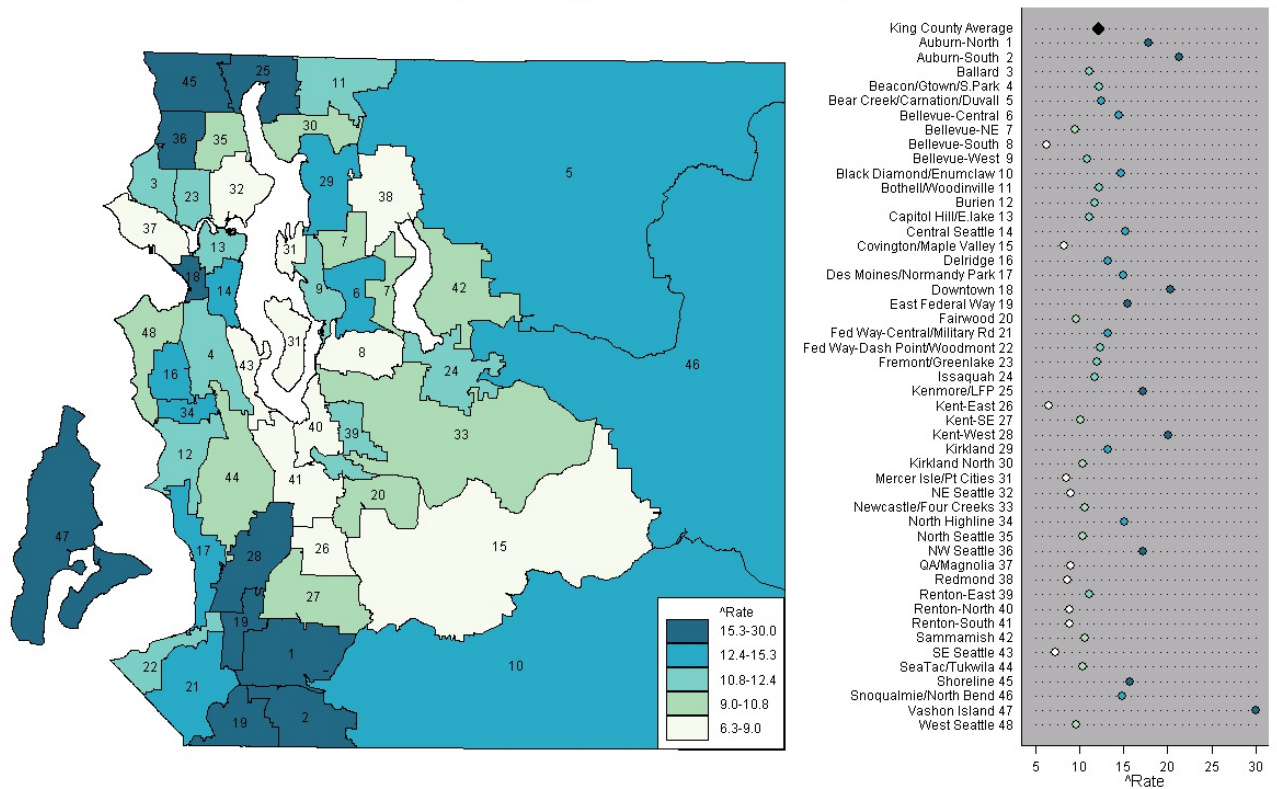 45
25
11
36
35
30
5
3
23
32
29
38
37
13
31
7
18
14
9
6
7
42
48
4
31
8
46
16
43
24
34
12
40
39
33
44
41
20
47
17
28
26
15
27
19
1
22
21
10
19
2
^Rate
15.3-30.0
12.4-15.3
10.8-12.4
9.0-10.8
6.3-9.0
King County Average
Auburn-North 1
Auburn-South 2
Ballard 3
Beacon/Gtown/S.Park 4
Bear Creek/Carnation/Duvall 5
Bellevue-Central 6
Bellevue-NE 7
Bellevue-South 8
Bellevue-West 9
Black Diamond/Enumclaw 10
Bothell/Woodinville 11
Burien 12
Capitol Hill/E.lake 13
Central Seattle 14
Covington/Maple Valley 15
Delridge 16
Des Moines/Normandy Park 17
Downtown 18
East Federal Way 19
Fairwood 20
Fed Way-Central/Military Rd 21
Fed Way-Dash Point/Woodmont 22
Fremont/Greenlake 23
Issaquah 24
Kenmore/LFP 25
Kent-East 26
Kent-SE 27
Kent-West 28
Kirkland 29
Kirkland North 30
Mercer Isle/Pt Cities 31
NE Seattle 32
Newcastle/Four Creeks 33
North Highline 34
North Seattle 35
NW Seattle 36
QA/Magnolia 37
Redmond 38
Renton-East 39
Renton-North 40
Renton-South 41
Sammamish 42
SE Seattle 43
SeaTac/Tukwila 44
Shoreline 45
Snoqualmie/North Bend 46
Vashon Island 47
West Seattle 48
5 10 15 20 25 30
^Rate